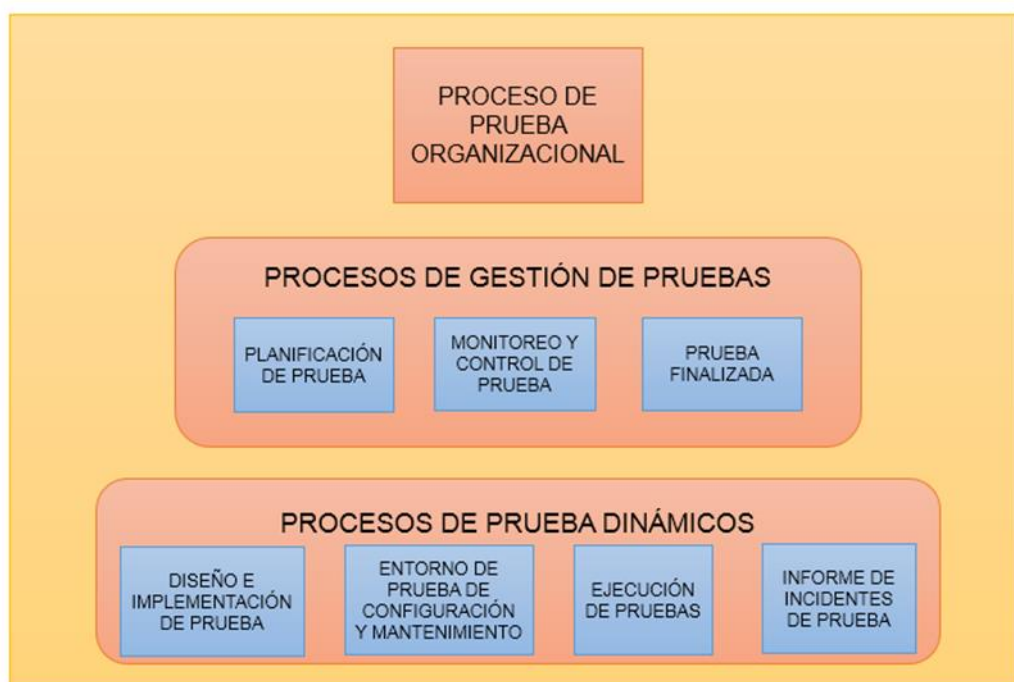 PROCESO DE
PRUEBA
ORGANIZACIONAL
PROCESOS DE GESTIÓN DE PRUEBAS
PLANIFICACIÓN
DE PRUEBA
MONITOREO Y
CONTROL DE
PRUEBA
PRUEBA
FINALIZADA
PROCESOS DE PRUEBA DINÁMICOS
DISEÑO E
IMPLEMENTACIÓN
DE PRUEBA
ENTORNO DE
PRUEBA DE
CONFIGURACIÓN
Y MANTENIMIENTO
EJECUCIÓN
DE PRUEBAS
INFORME DE
INCIDENTES
DE PRUEBA